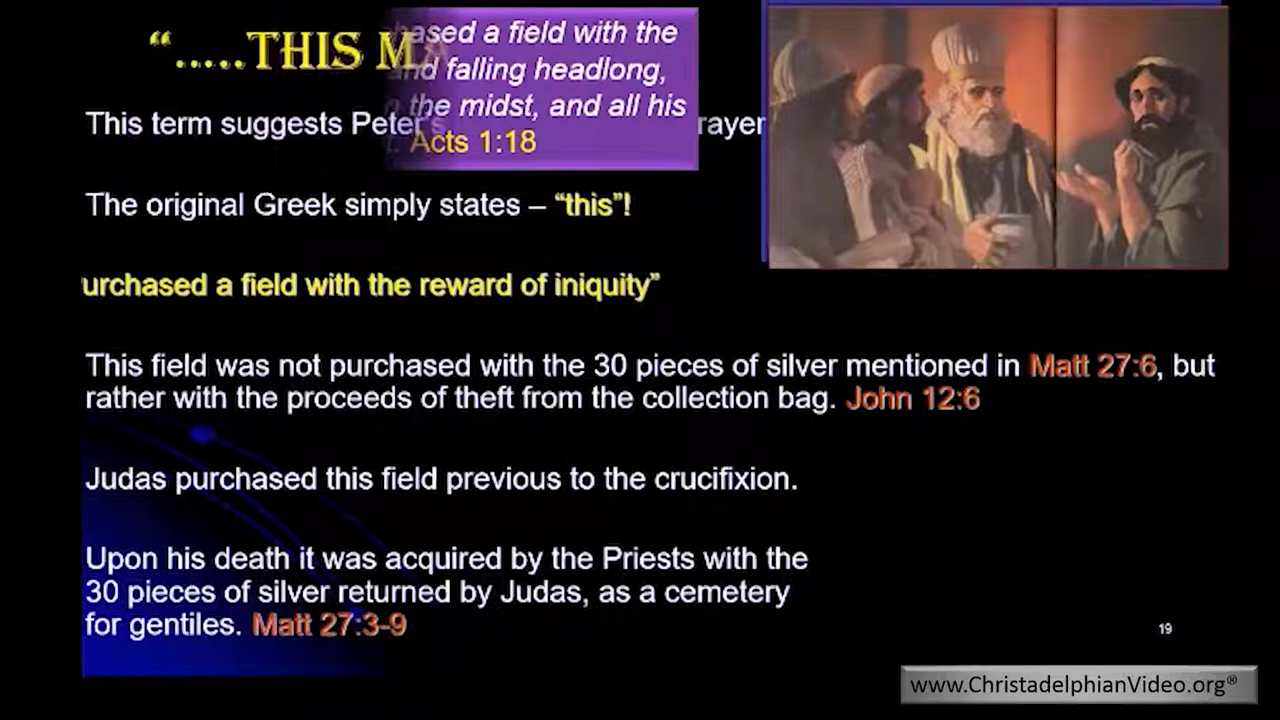 “.....THIS MA
ased a field with the
nd falling headlong,
the midst, and all his
Acts 1:18
This term suggests Peter's rayer
The original Greek simply states – “this”!
urchased a field with the reward of iniquity”
This field was not purchased with the 30 pieces of silver mentioned in Matt 27:6, but
rather with the proceeds of theft from the collection bag. John 12:6
Judas purchased this field previous to the crucifixion.
Upon his death it was acquired by the Priests with the
30 pieces of silver returned by Judas, as a cemetery
for gentiles. Matt 27:3-9
19
www.ChristadelphianVideo.org®